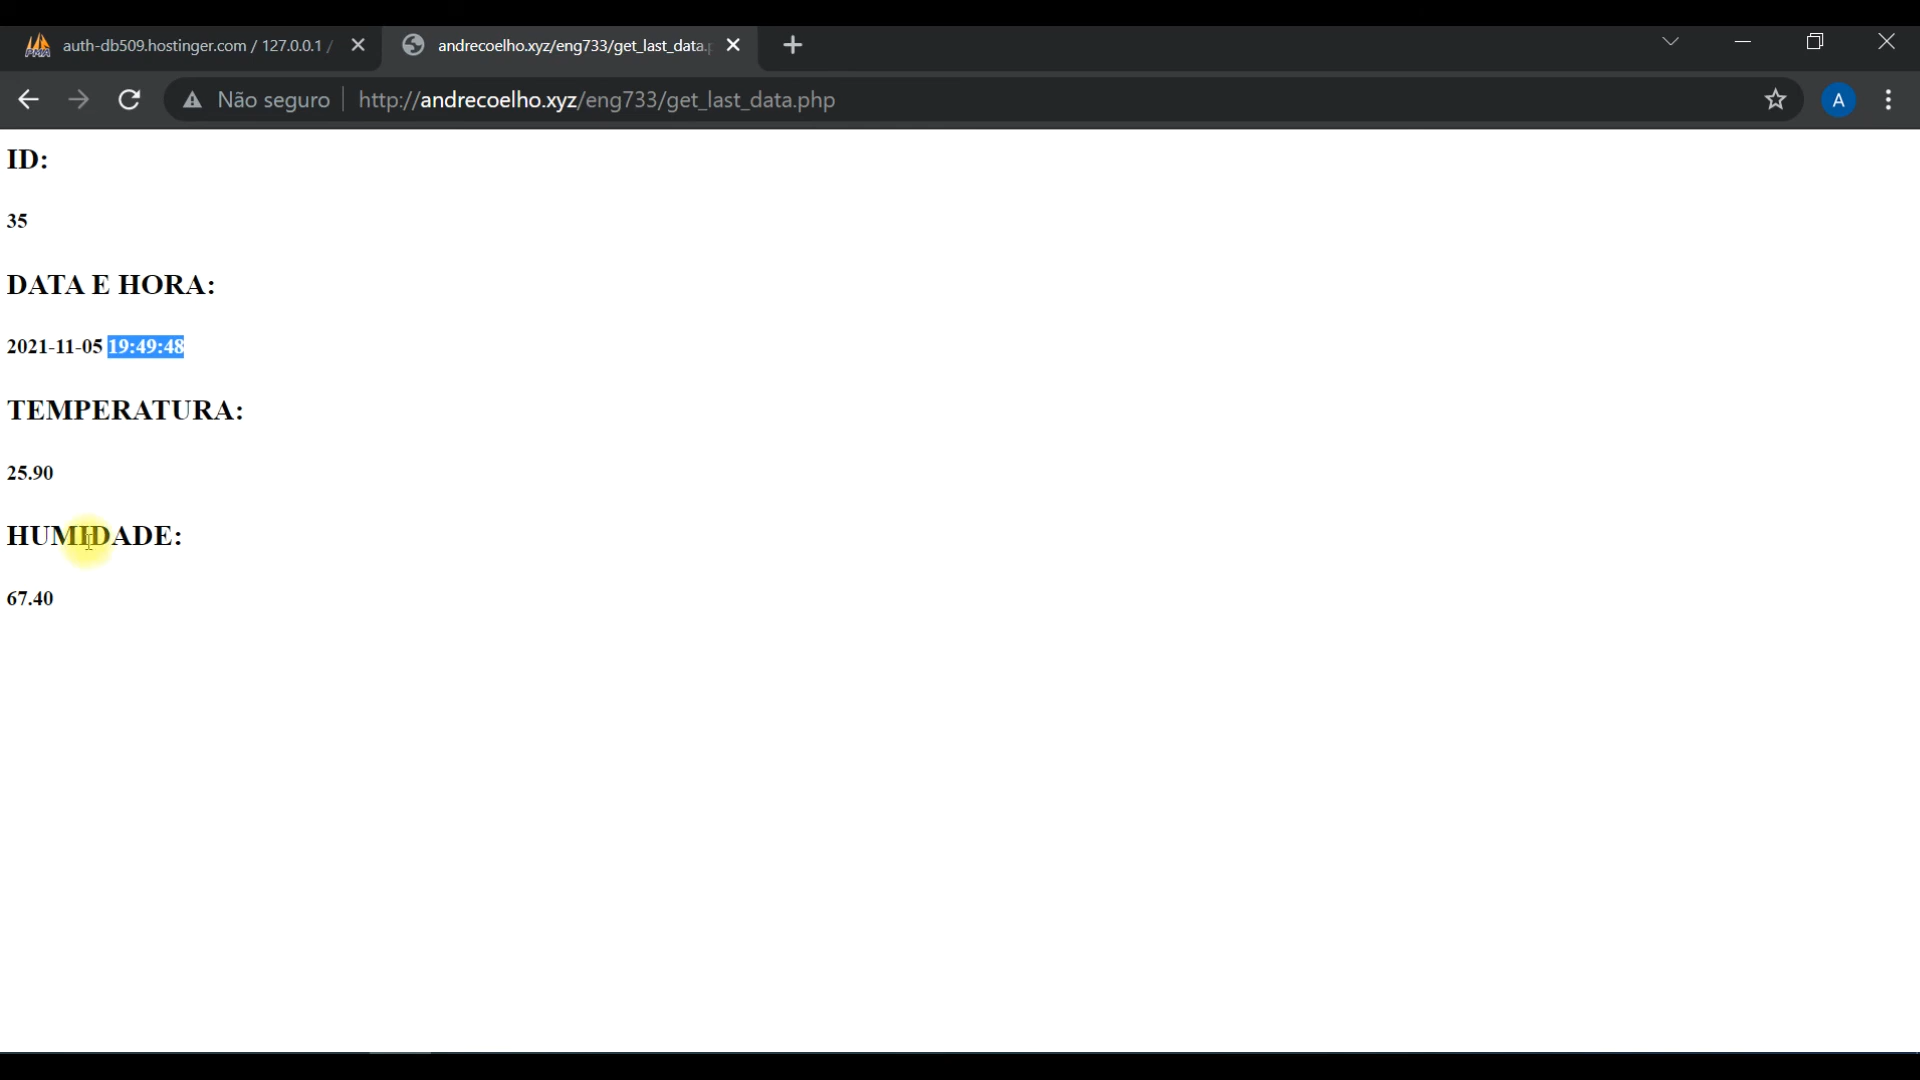 auth-db509.hostinger.com / 127.0.0.1 /
andrecoelho.xyz/eng733/get_last_data.
Não seguro
http://andrecoelho.xyz/eng733/get_last_data.php
A
ID:
35
DATA E HORA:
2021-11-05 19:49:48
TEMPERATURA:
25.90
HUMIDADE:
67.40